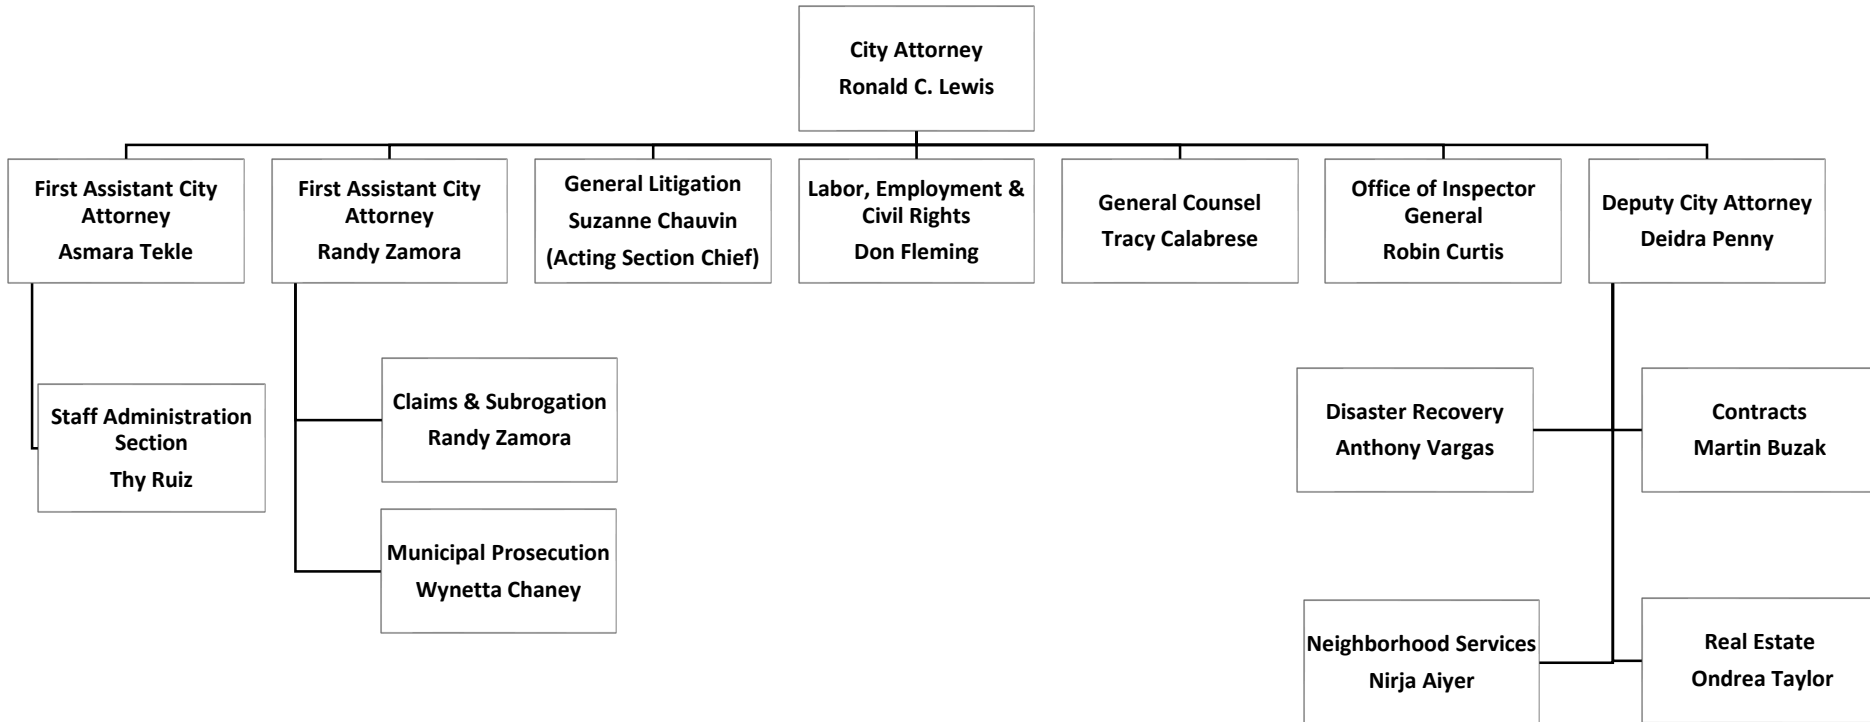 City Attorney
Ronald C. Lewis
First Assistant City
Attorney
Asmara Tekle
First Assistant City
Attorney
Randy Zamora
General Litigation
Suzanne Chauvin
(Acting Section Chief)
Labor, Employment &
Civil Rights
Don Fleming
General Counsel
Tracy Calabrese
Office of Inspector
General
Robin Curtis
Deputy City Attorney
Deidra Penny
Staff Administration
Section
Thy Ruiz
Claims & Subrogation
Randy Zamora
Municipal Prosecution
Wynetta Chaney
Disaster Recovery
Anthony Vargas
Contracts
Martin Buzak
Neighborhood Services
Nirja Aiyer
Real Estate
Ondrea Taylor